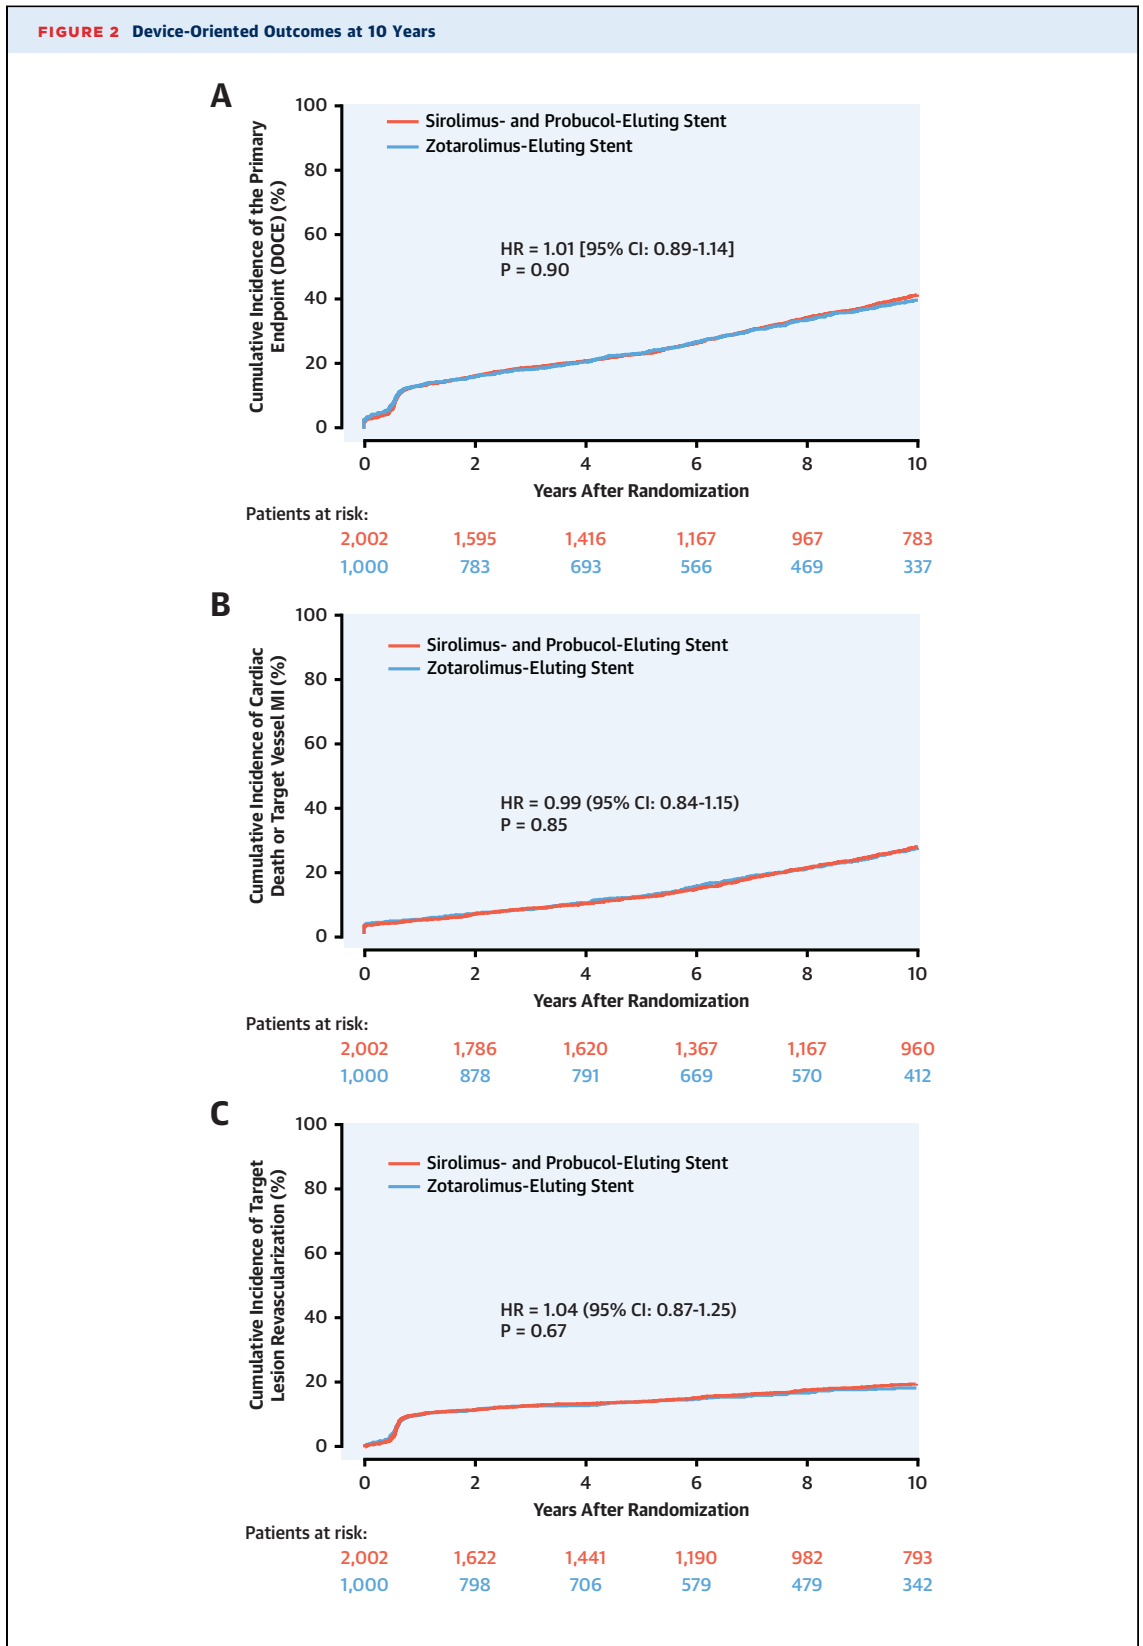 FIGURE 2 Device-Oriented Outcomes at 10 Years
A
Cumulative Incidence of the Primary
Endpoint (DOCE) (%)
100
80
60
40
20
0
Sirolimus- and Probucol-Eluting Stent
Zotarolimus-Eluting Stent
HR = 1.01 [95% CI: 0.89-1.14]
P = 0.90
0 2 4 6 8 10
Years After Randomization
Patients at risk:
2,002 1,595 1,416 1,167 967 783
1,000 783 693 566 469 337
B
Cumulative Incidence of Cardiac
Death or Target Vessel MI (%)
100
80
60
40
20
0
Sirolimus- and Probucol-Eluting Stent
Zotarolimus-Eluting Stent
HR = 0.99 (95% CI: 0.84-1.15)
P = 0.85
0 2 4 6 8 10
Years After Randomization
Patients at risk:
2,002 1,786 1,620 1,367 1,167 960
1,000 878 791 669 570 412
C
Cumulative Incidence of Target
Lesion Revascularization (%)
100
80
60
40
20
0
Sirolimus- and Probucol-Eluting Stent
Zotarolimus-Eluting Stent
HR = 1.04 (95% CI: 0.87-1.25)
P = 0.67
0 2 4 6 8 10
Years After Randomization
Patients at risk:
2,002 1,622 1,441 1,190 982 793
1,000 798 706 579 479 342